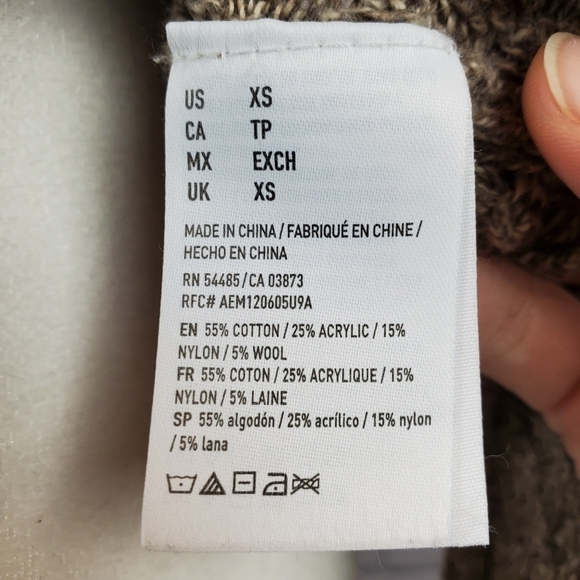 US XS
CA TP
MX EXCH
UK XS
MADE IN CHINA / FABRIQUÉ EN CHINE /
HECHO EN CHINA
RN 54485 / CA 03873
RFC# AEM120605U9A
EN 55% COTTON / 25% ACRYLIC / 15%
NYLON / 5% WOOL
FR 55% COTON / 25% ACRYLIQUE / 15%
NYLON / 5% LAINE
SP 55% algodón / 25% acrílico / 15% nylon
/ 5% lana